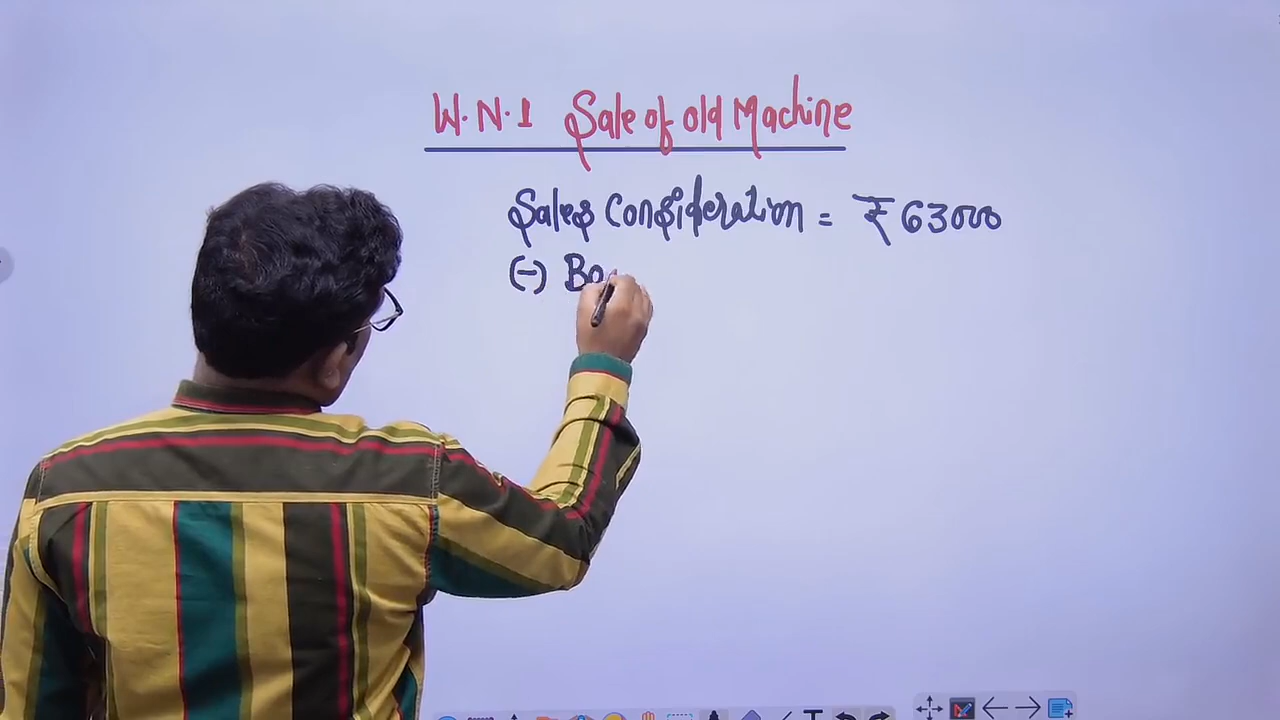 W.N.1 Sale of old Machine
Sales Consideration = ₹ 63000
(-) Bo